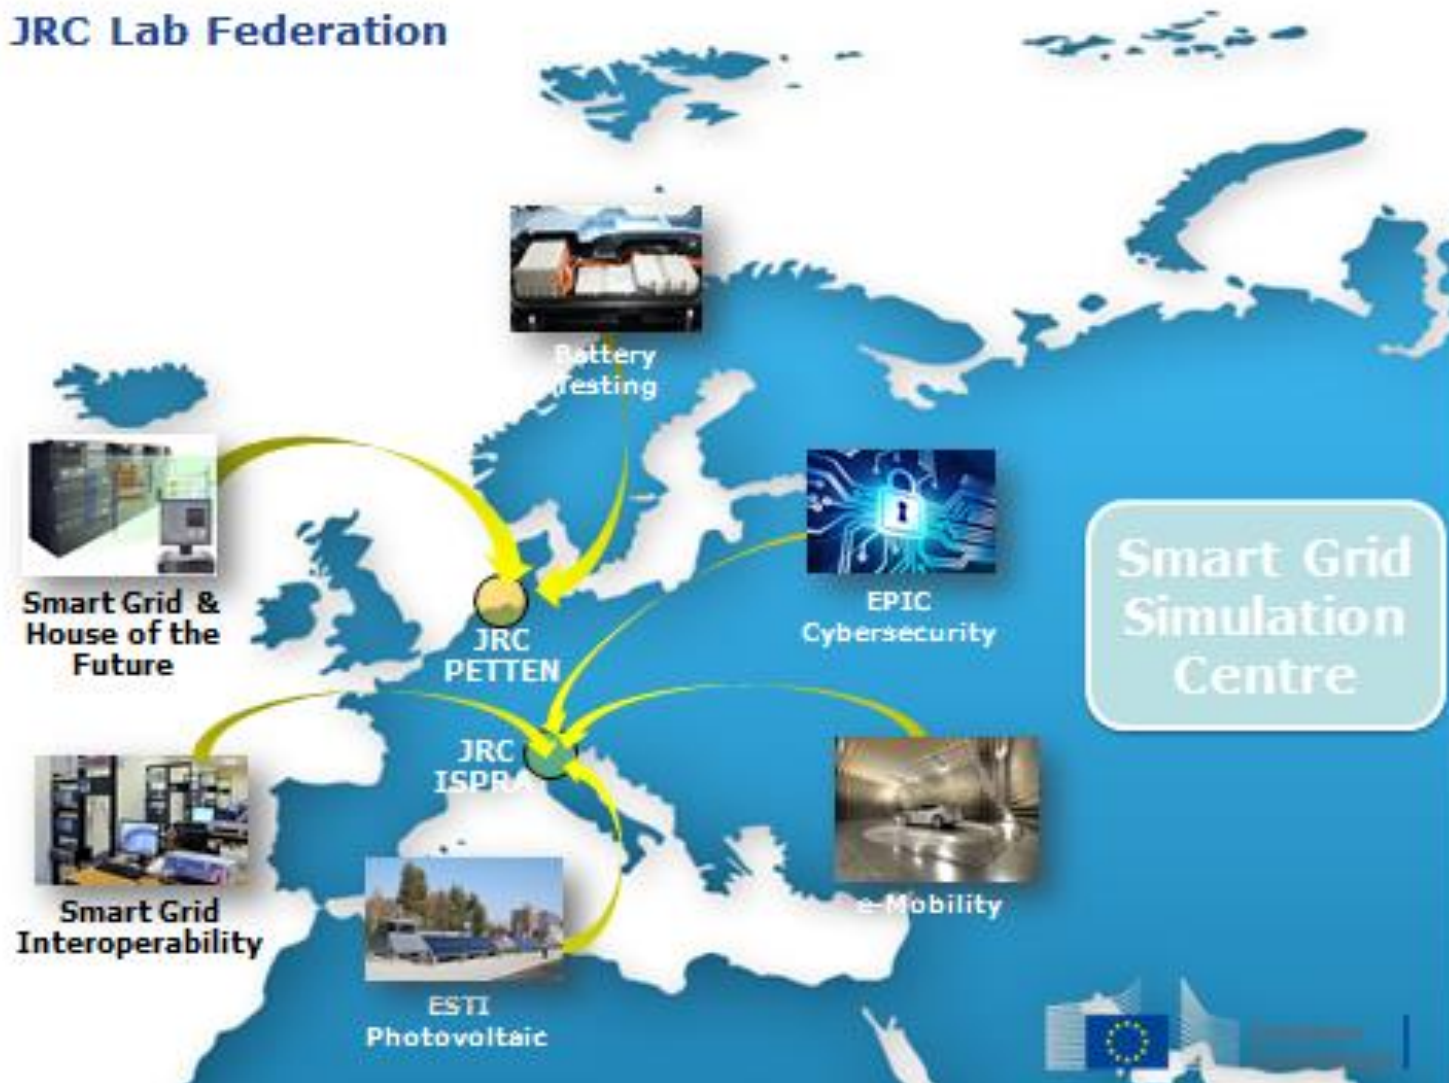 JRC Lab Federation
Battery
Testing
Smart Grid &
House of the
Future
JRC
PETTEN
EPIC
Cybersecurity
Smart Grid
Simulation
Centre
JRC
ISPRA
Smart Grid
Interoperability
e-Mobility
ESTI
Photovoltaic